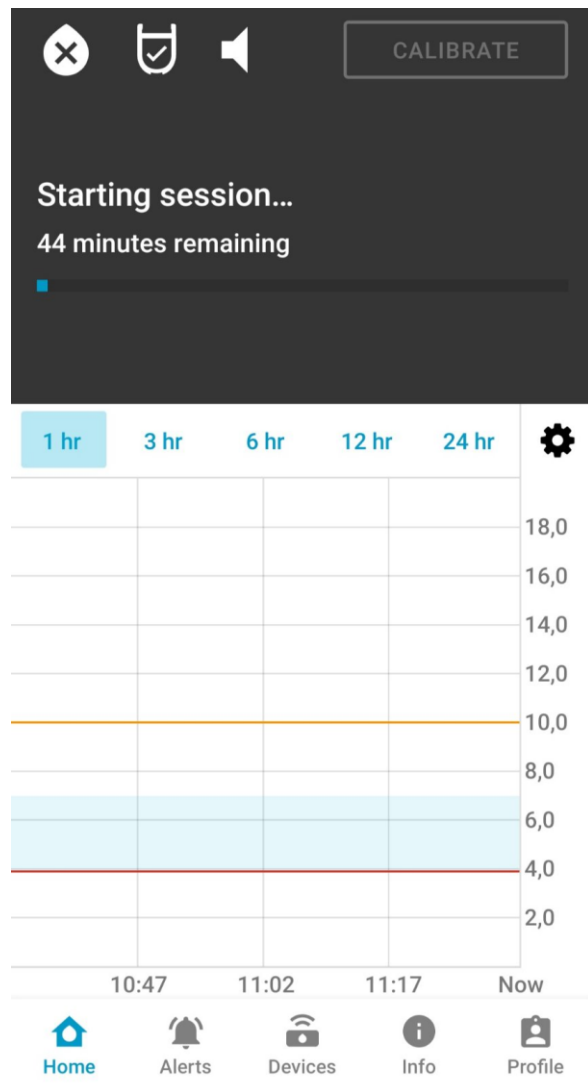 CALIBRATE
Starting session...
44 minutes remaining
1 hr 3 hr 6 hr 12 hr 24 hr
18,0
16,0
14,0
12,0
10,0
8,0
6,0
4,0
2,0
10:47 11:02 11:17 Now
Home Alerts Devices Info Profile